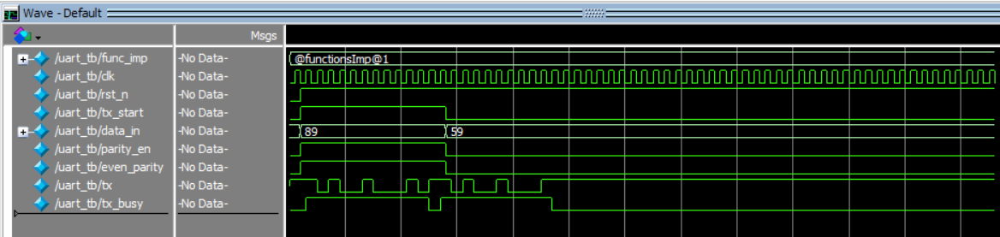 Wave - Default
Msgs
/uart_tb/func_imp -No Data- @functionsImp@1
/uart_tb/clk -No Data-
/uart_tb/rst_n -No Data-
/uart_tb/tx_start -No Data-
/uart_tb/data_in -No Data- 89 59
/uart_tb/parity_en -No Data-
/uart_tb/even_parity -No Data-
/uart_tb/tx -No Data-
/uart_tb/tx_busy -No Data-